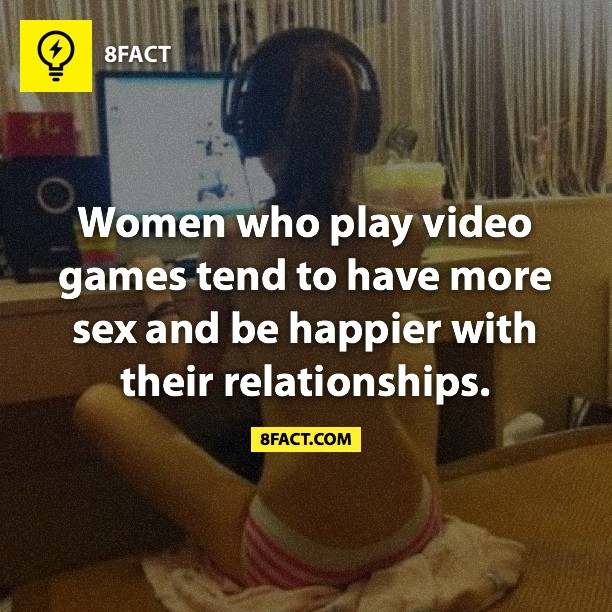 8FACT
Women who play video
games tend to have more
sex and be happier with
their relationships.
8FACT.COM